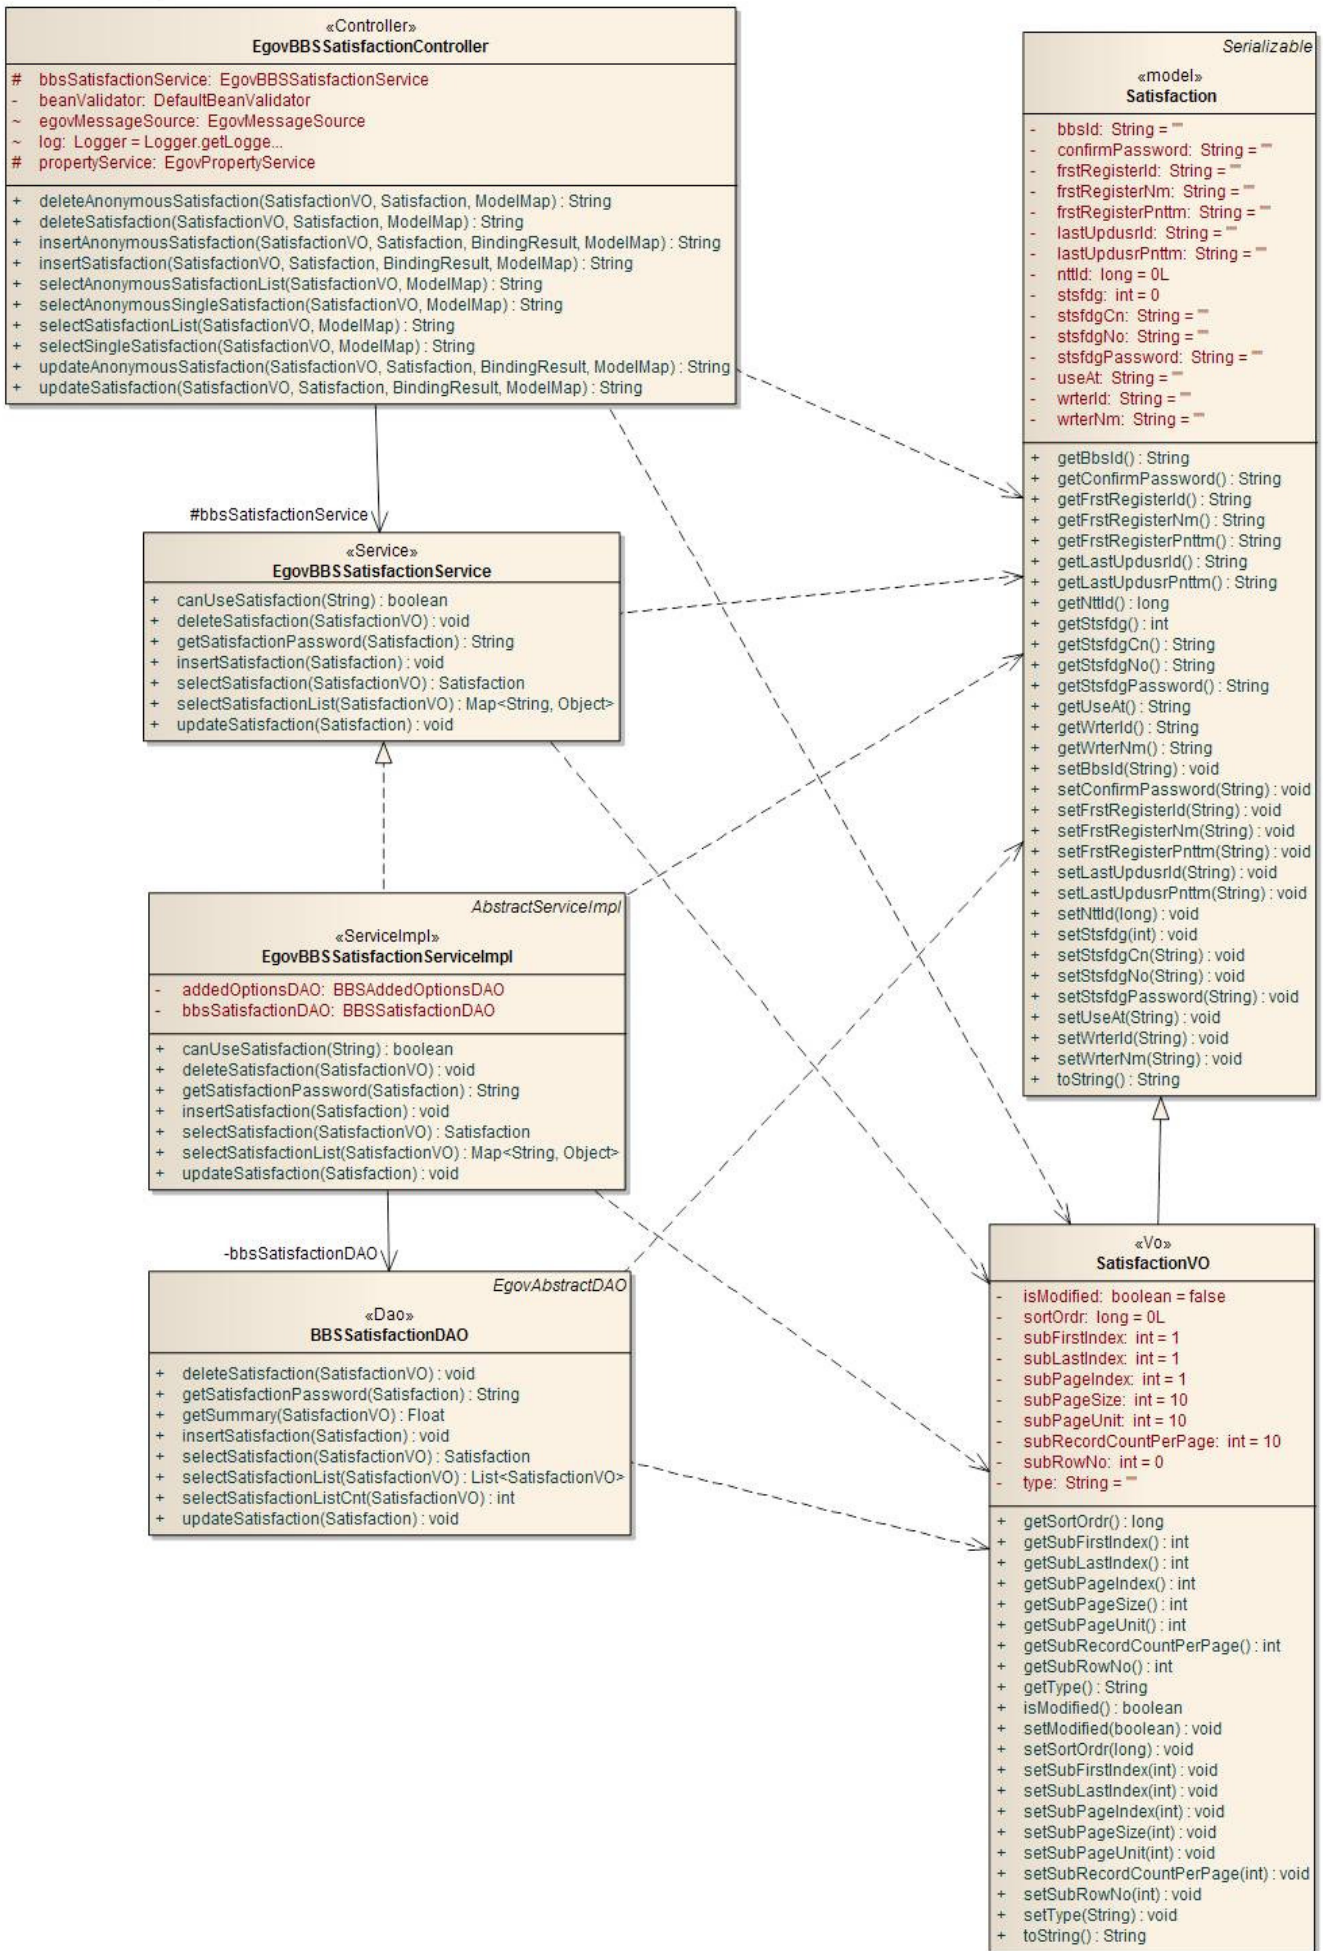 «Controller»
EgovBBSSatisfactionController
# bbsSatisfactionService: EgovBBSSatisfactionService
- beanValidator: DefaultBeanValidator
~ egovMessageSource: EgovMessageSource
~ log: Logger = Logger.getLogge...
# propertyService: EgovPropertyService
+ deleteAnonymousSatisfaction(SatisfactionVO, Satisfaction, ModelMap) : String
+ deleteSatisfaction(SatisfactionVO, Satisfaction, ModelMap) : String
+ insertAnonymousSatisfaction(SatisfactionVO, Satisfaction, BindingResult, ModelMap) : String
+ insertSatisfaction(SatisfactionVO, Satisfaction, BindingResult, ModelMap) : String
+ selectAnonymousSatisfactionList(SatisfactionVO, ModelMap) : String
+ selectAnonymousSingleSatisfaction(SatisfactionVO, ModelMap) : String
+ selectSatisfactionList(SatisfactionVO, ModelMap) : String
+ selectSingleSatisfaction(SatisfactionVO, ModelMap) : String
+ updateAnonymousSatisfaction(SatisfactionVO, Satisfaction, BindingResult, ModelMap) : String
+ updateSatisfaction(SatisfactionVO, Satisfaction, BindingResult, ModelMap) : String
#bbsSatisfactionService
«Service»
EgovBBSSatisfactionService
+ canUseSatisfaction(String) : boolean
+ deleteSatisfaction(SatisfactionVO) : void
+ getSatisfactionPassword(Satisfaction) : String
+ insertSatisfaction(Satisfaction) : void
+ selectSatisfaction(SatisfactionVO) : Satisfaction
+ selectSatisfactionList(SatisfactionVO) : Map<String, Object>
+ updateSatisfaction(Satisfaction) : void
AbstractServiceImpl
«ServiceImpl»
EgovBBSSatisfactionServiceImpl
- addedOptionsDAO: BBSAddedOptionsDAO
- bbsSatisfactionDAO: BBSSatisfactionDAO
+ canUseSatisfaction(String) : boolean
+ deleteSatisfaction(SatisfactionVO) : void
+ getSatisfactionPassword(Satisfaction) : String
+ insertSatisfaction(Satisfaction) : void
+ selectSatisfaction(SatisfactionVO) : Satisfaction
+ selectSatisfactionList(SatisfactionVO) : Map<String, Object>
+ updateSatisfaction(Satisfaction) : void
-bbsSatisfactionDAO
EgovAbstractDAO
«Dao»
BBSSatisfactionDAO
+ deleteSatisfaction(SatisfactionVO) : void
+ getSatisfactionPassword(Satisfaction) : String
+ getSummary(SatisfactionVO) : Float
+ insertSatisfaction(Satisfaction) : void
+ selectSatisfaction(SatisfactionVO) : Satisfaction
+ selectSatisfactionList(SatisfactionVO) : List<SatisfactionVO>
+ selectSatisfactionListCnt(SatisfactionVO) : int
+ updateSatisfaction(Satisfaction) : void
Serializable
«model»
Satisfaction
- bbsId: String = ""
- confirmPassword: String = ""
- frstRegisterId: String = ""
- frstRegisterNm: String = ""
- frstRegisterPnttm: String = ""
- lastUpdusrId: String = ""
- lastUpdusrPnttm: String = ""
- nttId: long = 0L
- stsfdg: int = 0
- stsfdgCn: String = ""
- stsfdgNo: String = ""
- stsfdgPassword: String = ""
- useAt: String = ""
- wrterId: String = ""
- wrterNm: String = ""
+ getBbsId() : String
+ getConfirmPassword() : String
+ getFrstRegisterId() : String
+ getFrstRegisterNm() : String
+ getFrstRegisterPnttm() : String
+ getLastUpdusrId() : String
+ getLastUpdusrPnttm() : String
+ getNttId() : long
+ getStsfdg() : int
+ getStsfdgCn() : String
+ getStsfdgNo() : String
+ getStsfdgPassword() : String
+ getUseAt() : String
+ getWrterId() : String
+ getWrterNm() : String
+ setBbsId(String) : void
+ setConfirmPassword(String) : void
+ setFrstRegisterId(String) : void
+ setFrstRegisterNm(String) : void
+ setFrstRegisterPnttm(String) : void
+ setLastUpdusrId(String) : void
+ setLastUpdusrPnttm(String) : void
+ setNttId(long) : void
+ setStsfdg(int) : void
+ setStsfdgCn(String) : void
+ setStsfdgNo(String) : void
+ setStsfdgPassword(String) : void
+ setUseAt(String) : void
+ setWrterId(String) : void
+ setWrterNm(String) : void
+ toString() : String
«Vo»
SatisfactionVO
- isModified: boolean = false
- sortOrdr: long = 0L
- subFirstIndex: int = 1
- subLastIndex: int = 1
- subPageIndex: int = 1
- subPageSize: int = 10
- subPageUnit: int = 10
- subRecordCountPerPage: int = 10
- subRowNo: int = 0
- type: String = ""
+ getSortOrdr() : long
+ getSubFirstIndex() : int
+ getSubLastIndex() : int
+ getSubPageIndex() : int
+ getSubPageSize() : int
+ getSubPageUnit() : int
+ getSubRecordCountPerPage() : int
+ getSubRowNo() : int
+ getType() : String
+ isModified() : boolean
+ setModified(boolean) : void
+ setSortOrdr(long) : void
+ setSubFirstIndex(int) : void
+ setSubLastIndex(int) : void
+ setSubPageIndex(int) : void
+ setSubPageSize(int) : void
+ setSubPageUnit(int) : void
+ setSubRecordCountPerPage(int) : void
+ setSubRowNo(int) : void
+ setType(String) : void
+ toString() : String